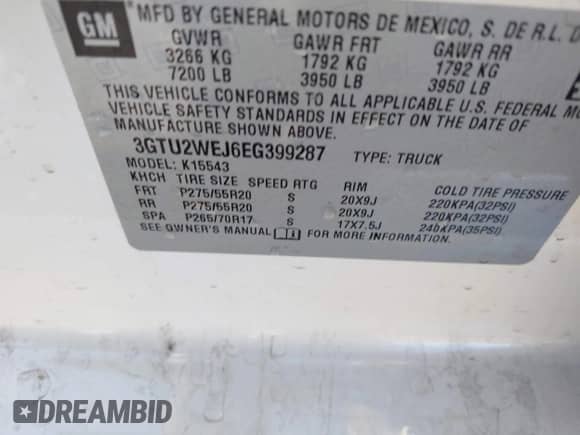 GM
MFD BY GENERAL MOTORS DE MEXICO, S. DE R.L. D
GVWR GAWR FRT GAWR RR
3266 KG 1792 KG 1792 KG
7200 LB 3950 LB 3950 LB
THIS VEHICLE CONFORMS TO ALL APPLICABLE U.S. FEDERAL MO
VEHICLE SAFETY STANDARDS IN EFFECT ON THE DATE OF
MANUFACTURE SHOWN ABOVE.
3GTU2WEJ6EG399287 TYPE: TRUCK
MODEL: K15543
KHCH TIRE SIZE SPEED RTG RIM COLD TIRE PRESSURE
FRT P275/55R20 S 20X9J 220KPA(32PSI)
RR P275/55R20 S 20X9J 220KPA(32PSI)
SPA P265/70R17 S 17X7.5J 240KPA(35PSI)
SEE OWNER'S MANUAL FOR MORE INFORMATION.
DREAMBID